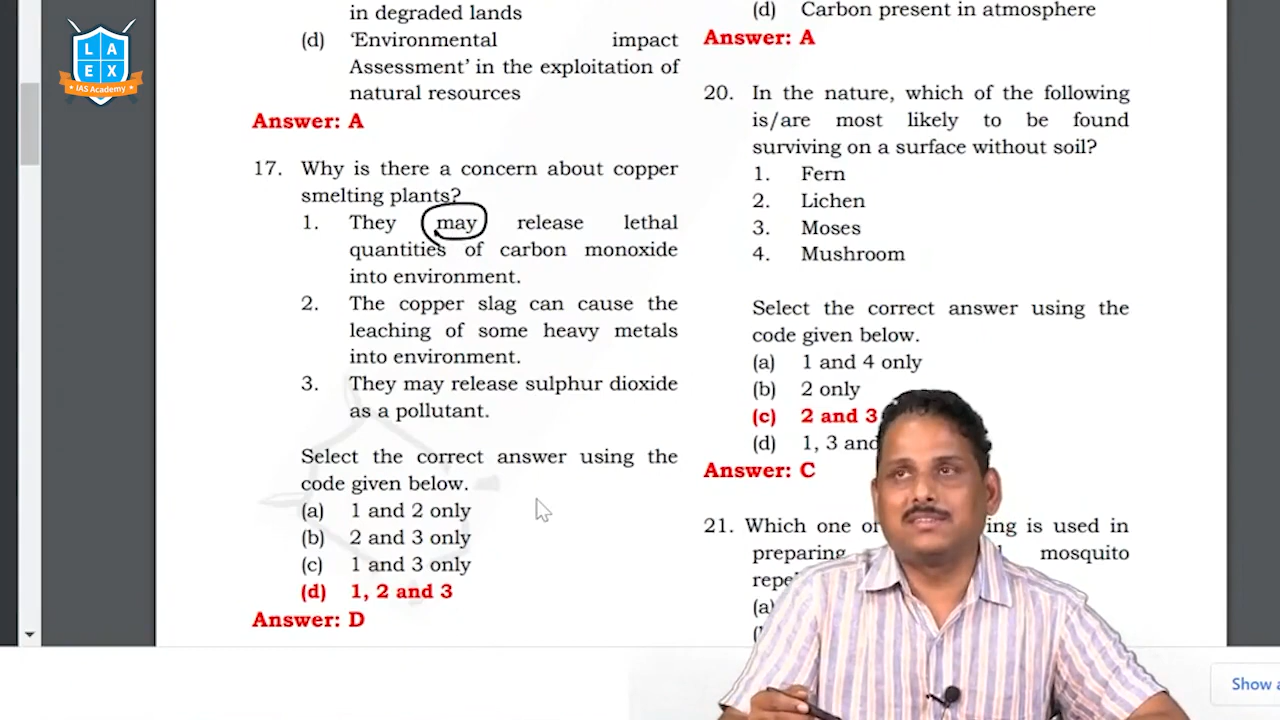 L A
E X
IAS Academy
in degraded lands
(d) ‘Environmental impact
Assessment’ in the exploitation of
natural resources
Answer: A
17. Why is there a concern about copper
smelting plants?
1. They may release lethal
quantities of carbon monoxide
into environment.
2. The copper slag can cause the
leaching of some heavy metals
into environment.
3. They may release sulphur dioxide
as a pollutant.
Select the correct answer using the
code given below.
(a) 1 and 2 only
(b) 2 and 3 only
(c) 1 and 3 only
(d) 1, 2 and 3
Answer: D
(d) Carbon present in atmosphere
Answer: A
20. In the nature, which of the following
is/are most likely to be found
surviving on a surface without soil?
1. Fern
2. Lichen
3. Moses
4. Mushroom
Select the correct answer using the
code given below.
(a) 1 and 4 only
(b) 2 only
(c) 2 and 3
(d) 1, 3 and
Answer: C
21. Which one is used in
preparing mosquito
(a)
Show